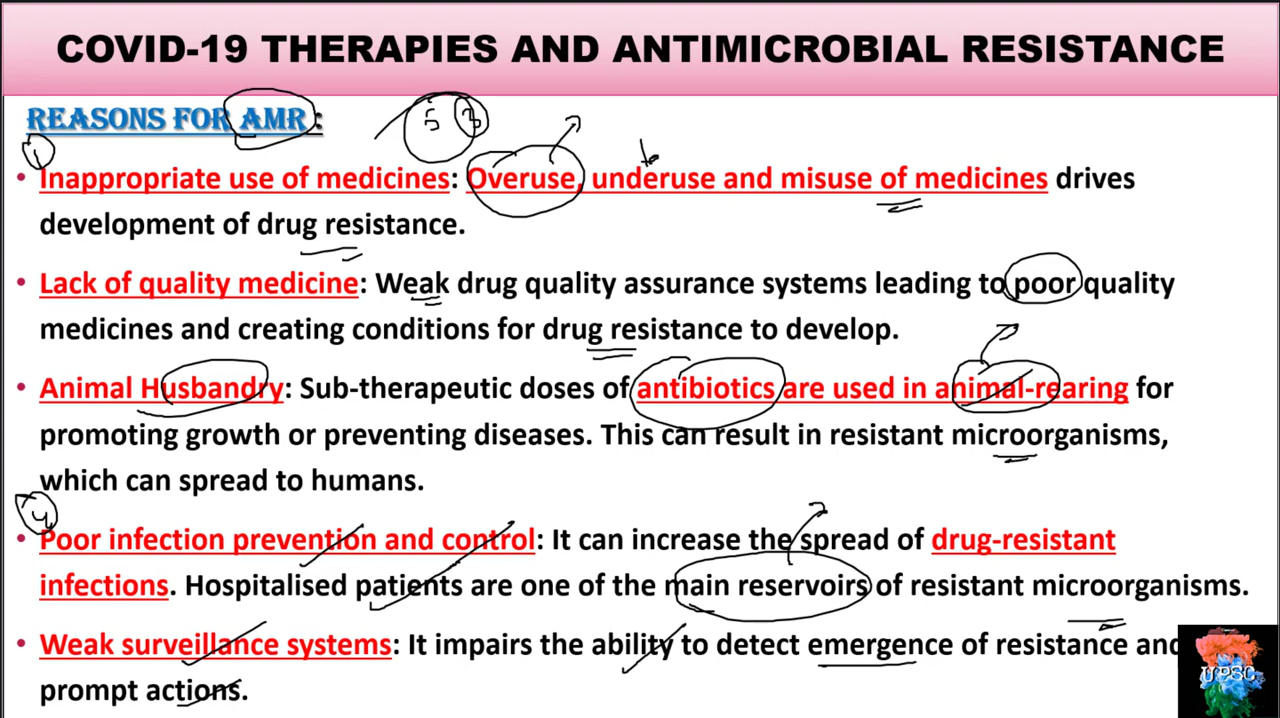 COVID-19 THERAPIES AND ANTIMICROBIAL RESISTANCE
REASONS FOR AMR :
5 3
1
• Inappropriate use of medicines: Overuse, underuse and misuse of medicines drives
development of drug resistance.
• Lack of quality medicine: Weak drug quality assurance systems leading to poor quality
medicines and creating conditions for drug resistance to develop.
• Animal Husbandry: Sub-therapeutic doses of antibiotics are used in animal-rearing for
promoting growth or preventing diseases. This can result in resistant microorganisms,
which can spread to humans.
4
• Poor infection prevention and control: It can increase the spread of drug-resistant
infections. Hospitalised patients are one of the main reservoirs of resistant microorganisms.
• Weak surveillance systems: It impairs the ability to detect emergence of resistance and
prompt actions.
UPSC